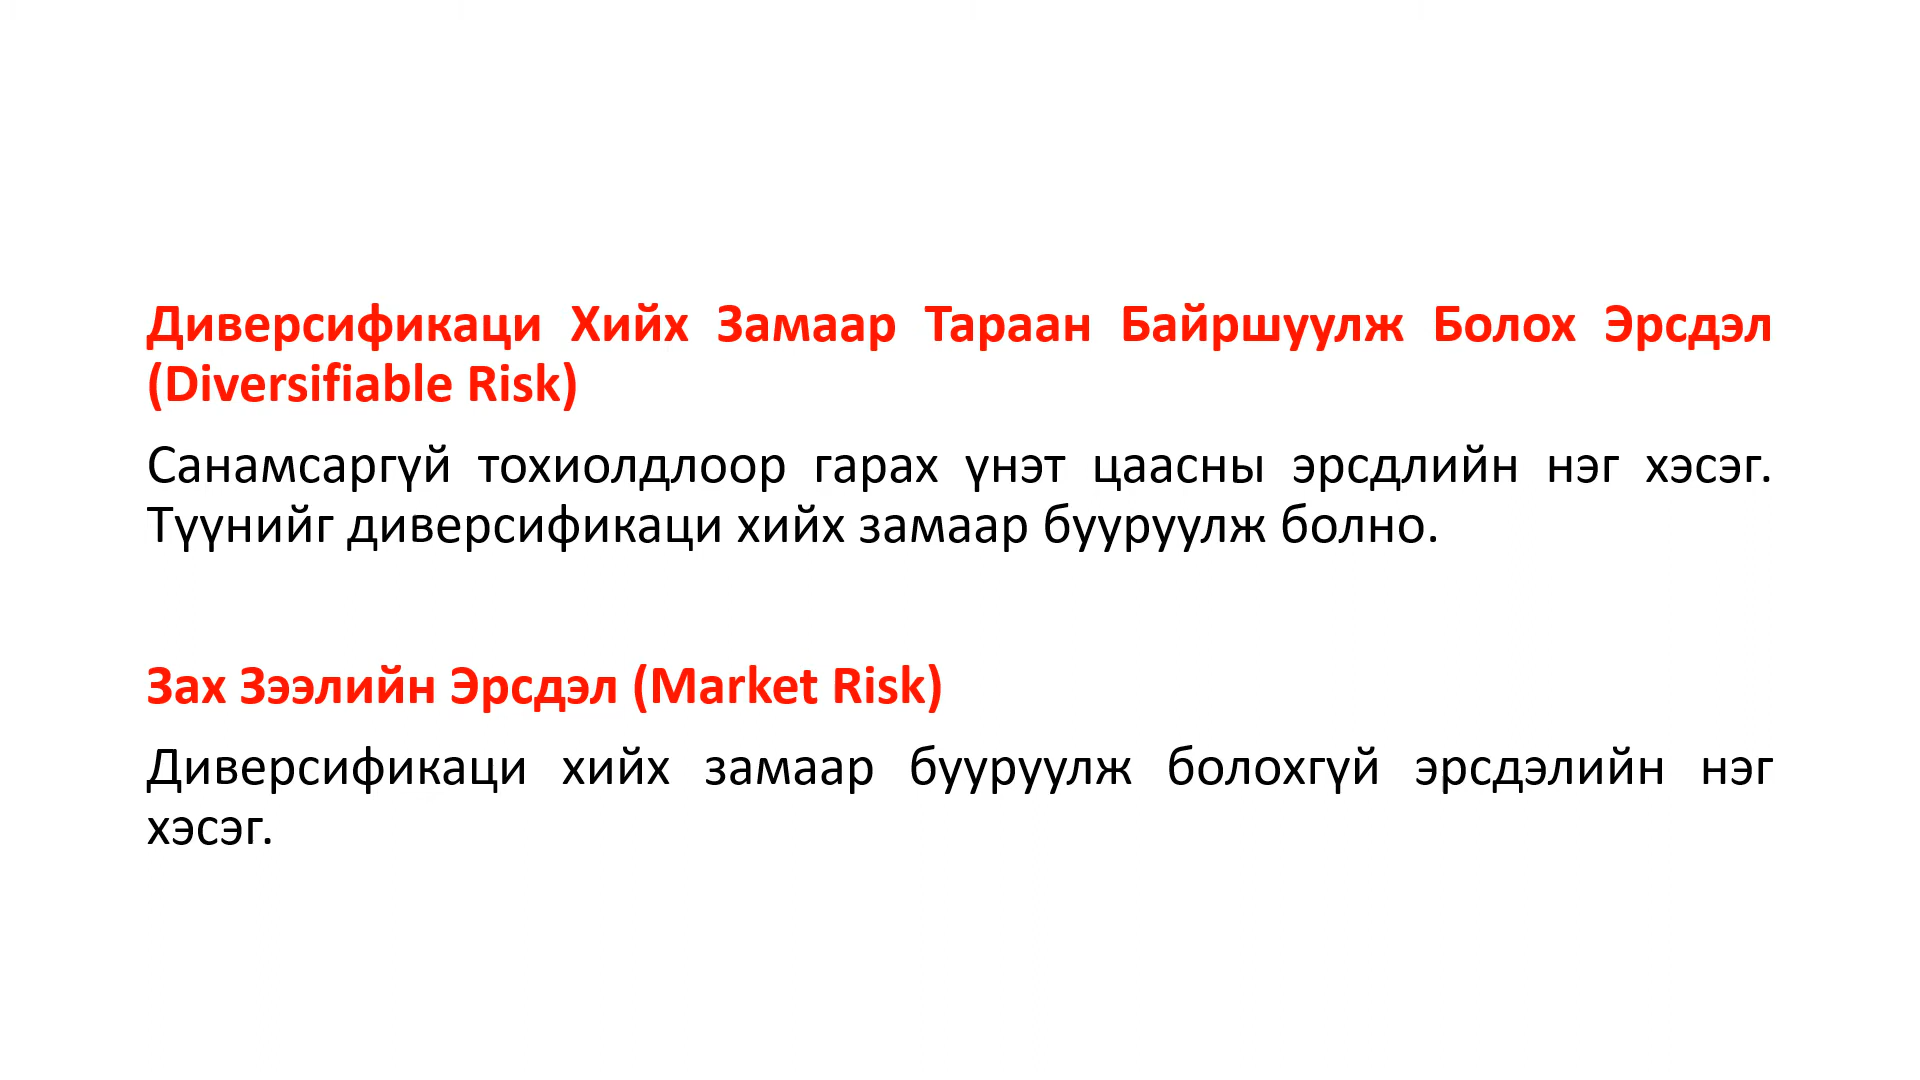 Диверсификаци Хийх Замаар Тараан Байршуулж Болох Эрсдэл
(Diversifiable Risk)
Санамсаргүй тохиолдлоор гарах үнэт цаасны эрсдлийн нэг хэсэг.
Түүнийг диверсификаци хийх замаар бууруулж болно.
Зах Зээлийн Эрсдэл (Market Risk)
Диверсификаци хийх замаар бууруулж болохгүй эрсдэлийн нэг
хэсэг.